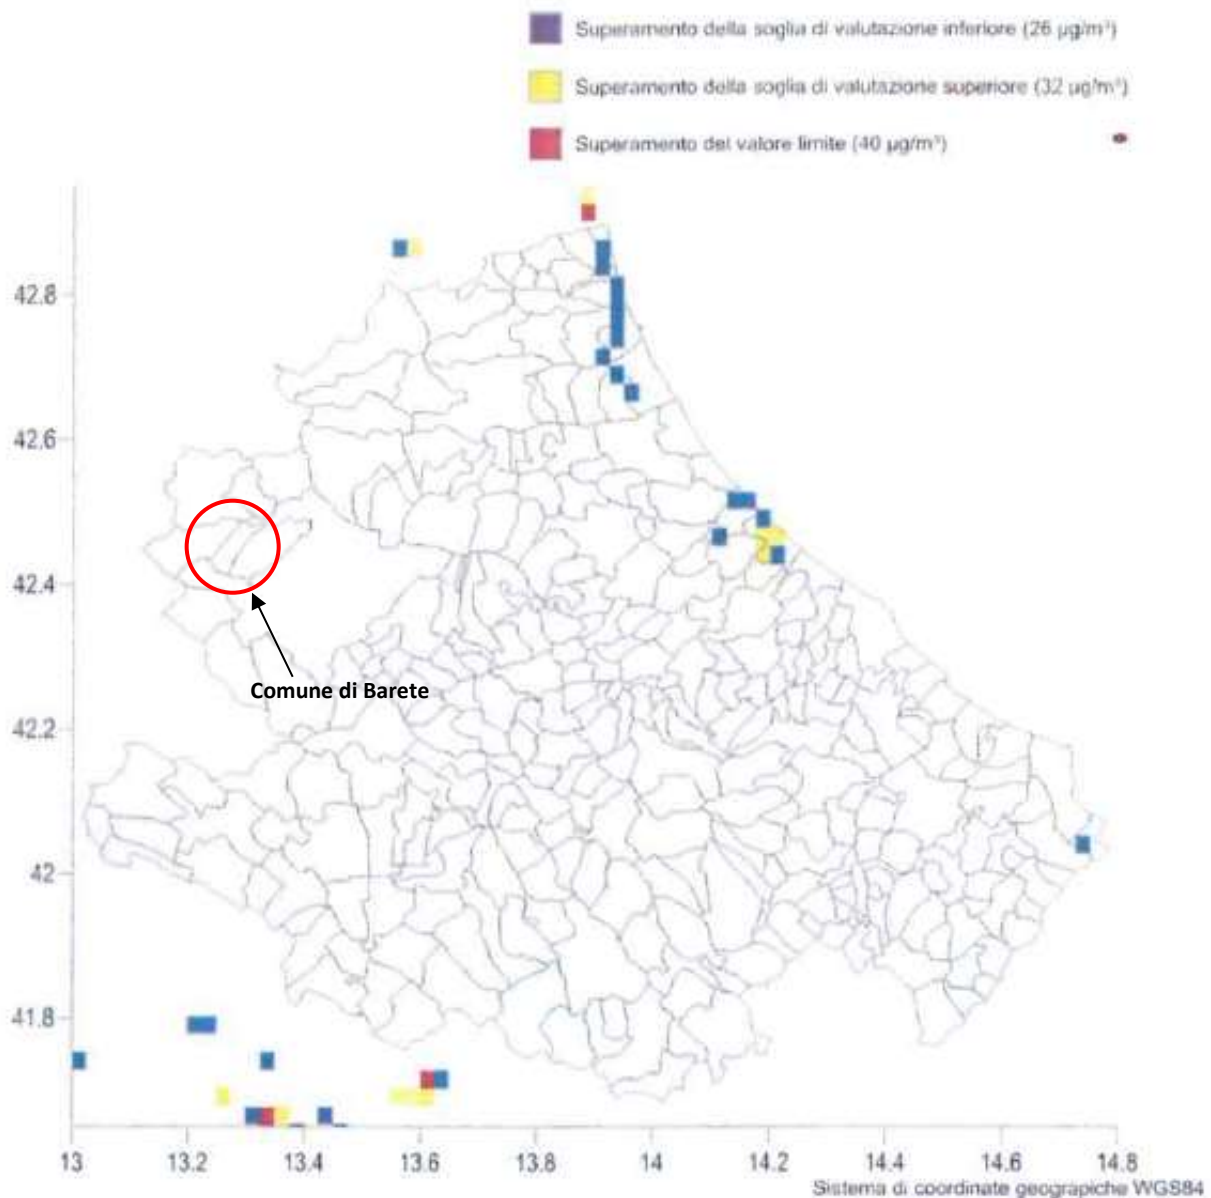 Superamento della soglia di valutazione inferiore (26 µg/m³)
Superamento della soglia di valutazione superiore (32 µg/m³)
Superamento del valore limite (40 µg/m³)
42.8
42.6
42.4
Comune di Barete
42.2
42
41.8
13 13.2 13.4 13.6 13.8 14 14.2 14.4 14.6 14.8
Sistema di coordinate geograpiche WGS84